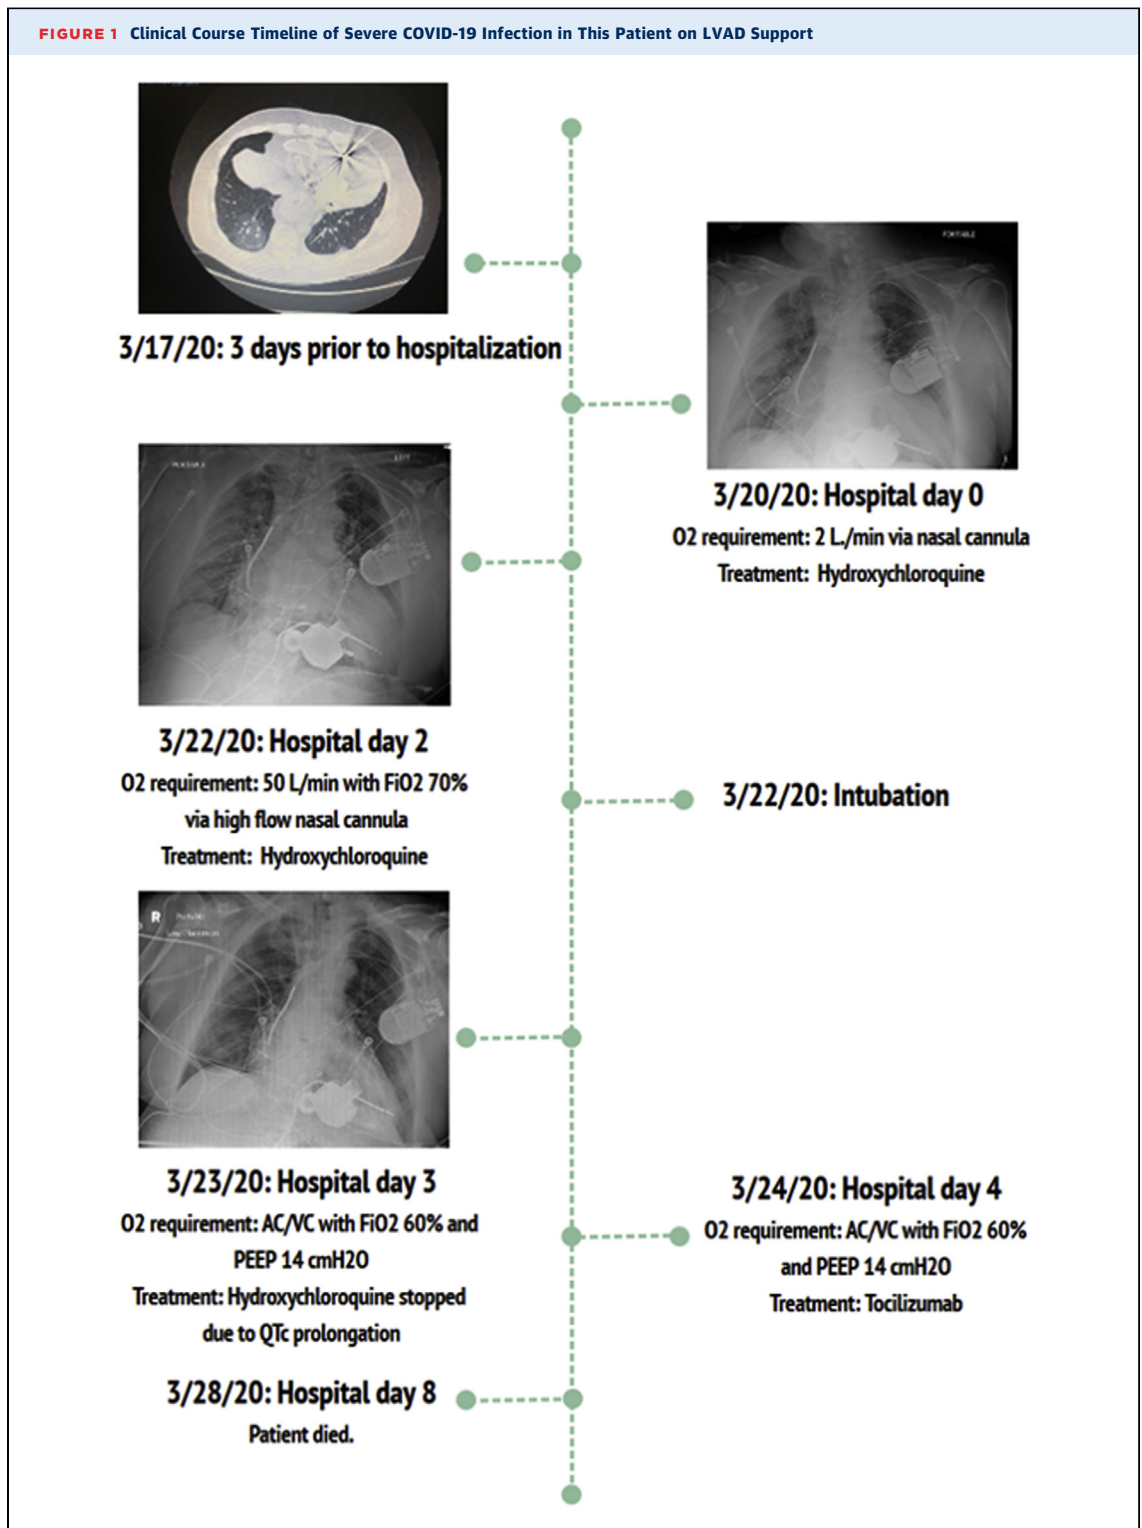 FIGURE 1 Clinical Course Timeline of Severe COVID-19 Infection in This Patient on LVAD Support
3/17/20: 3 days prior to hospitalization
PORTABLE
3/20/20: Hospital day 0
O2 requirement: 2 L./min via nasal cannula
Treatment: Hydroxychloroquine
PORTABLE
LEFT
3/22/20: Hospital day 2
O2 requirement: 50 L/min with FiO2 70%
via high flow nasal cannula
Treatment: Hydroxychloroquine
3/22/20: Intubation
R
3/23/20: Hospital day 3
O2 requirement: AC/VC with FiO2 60% and
PEEP 14 cmH2O
Treatment: Hydroxychloroquine stopped
due to QTc prolongation
3/24/20: Hospital day 4
O2 requirement: AC/VC with FiO2 60%
and PEEP 14 cmH2O
Treatment: Tocilizumab
3/28/20: Hospital day 8
Patient died.